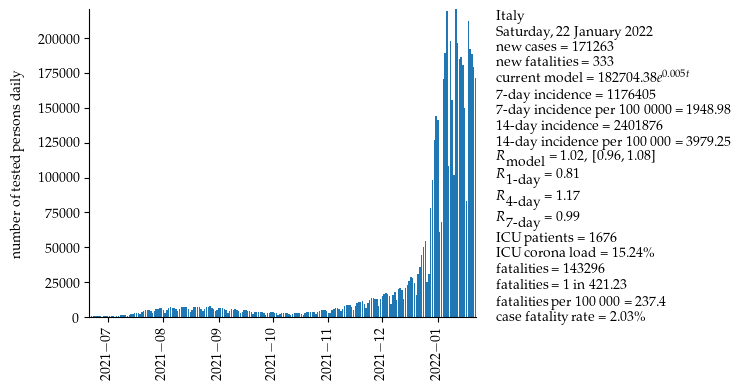 number of tested persons daily
200000
175000
150000
125000
100000
75000
50000
25000
0
2021−07
2021−08
2021−09
2021−10
2021−11
2021−12
2022−01
Italy
Saturday, 22 January 2022
new cases = 171263
new fatalities = 333
current model = 182704.38e^0.005t
7-day incidence = 1176405
7-day incidence per 100 0000 = 1948.98
14-day incidence = 2401876
14-day incidence per 100 000 = 3979.25
R_model = 1.02, [0.96, 1.08]
R_1-day = 0.81
R_4-day = 1.17
R_7-day = 0.99
ICU patients = 1676
ICU corona load = 15.24%
fatalities = 143296
fatalities = 1 in 421.23
fatalities per 100 000 = 237.4
case fatality rate = 2.03%